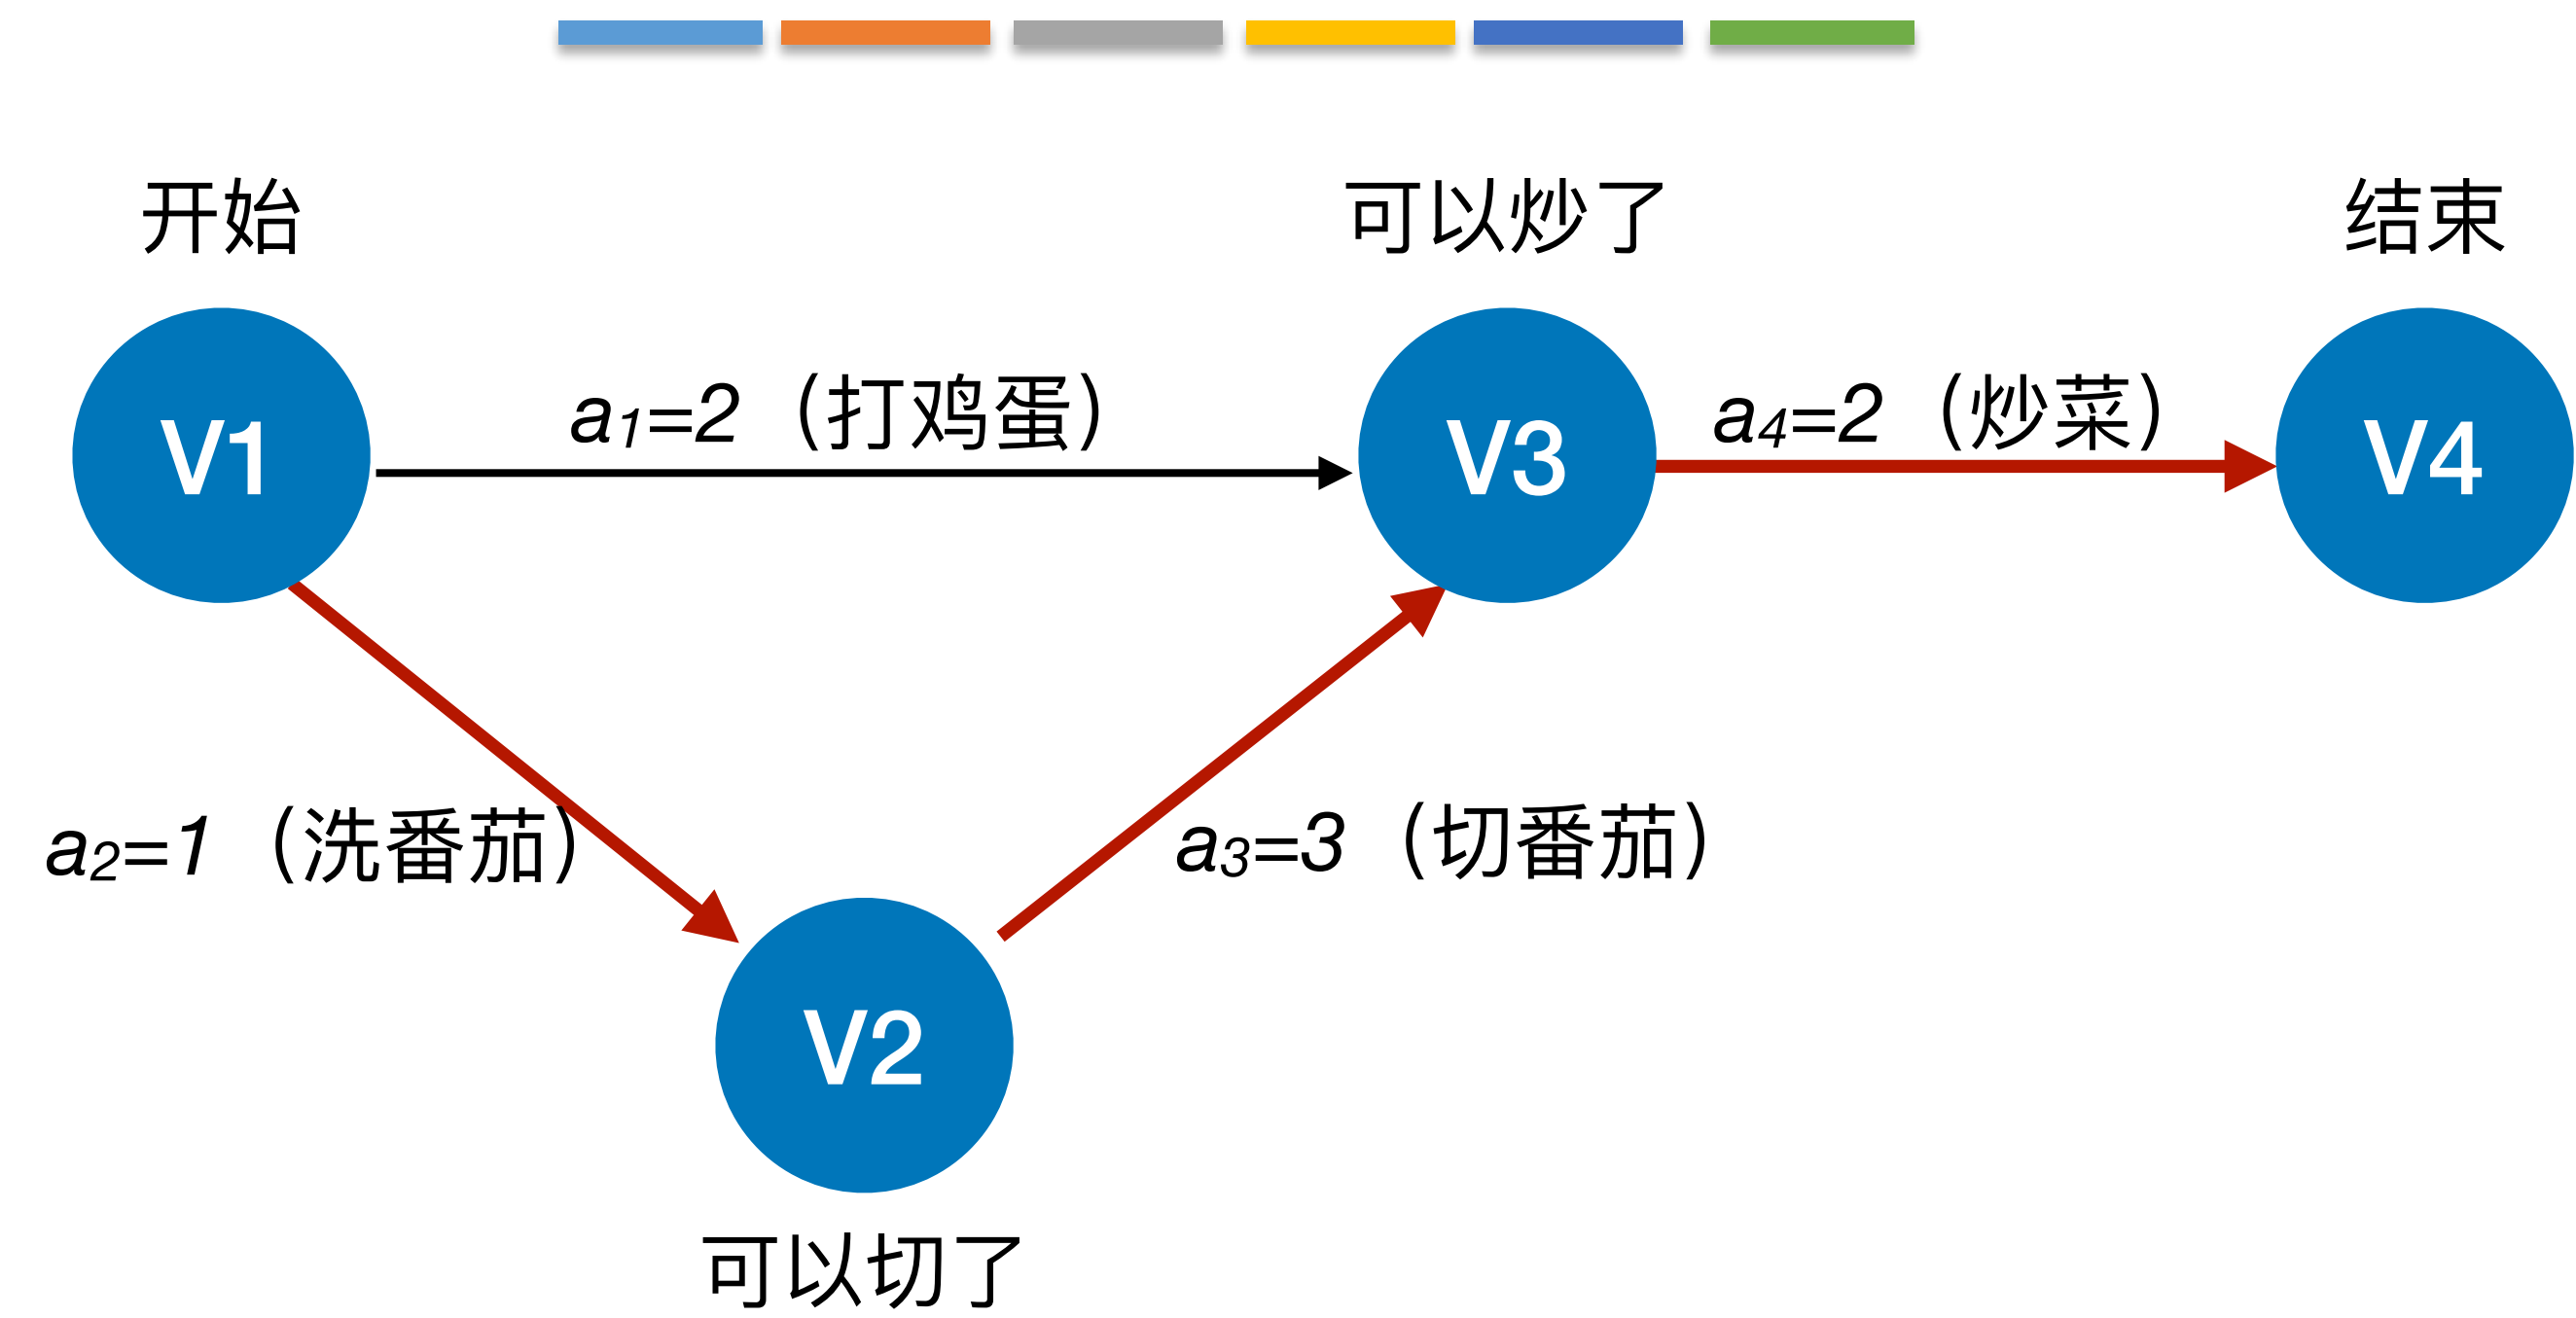 开始
可以炒了
结束
a1=2（打鸡蛋）
a4=2（炒菜）
V1
V3
V4
a2=1（洗番茄）
a3=3（切番茄）
V2
可以切了